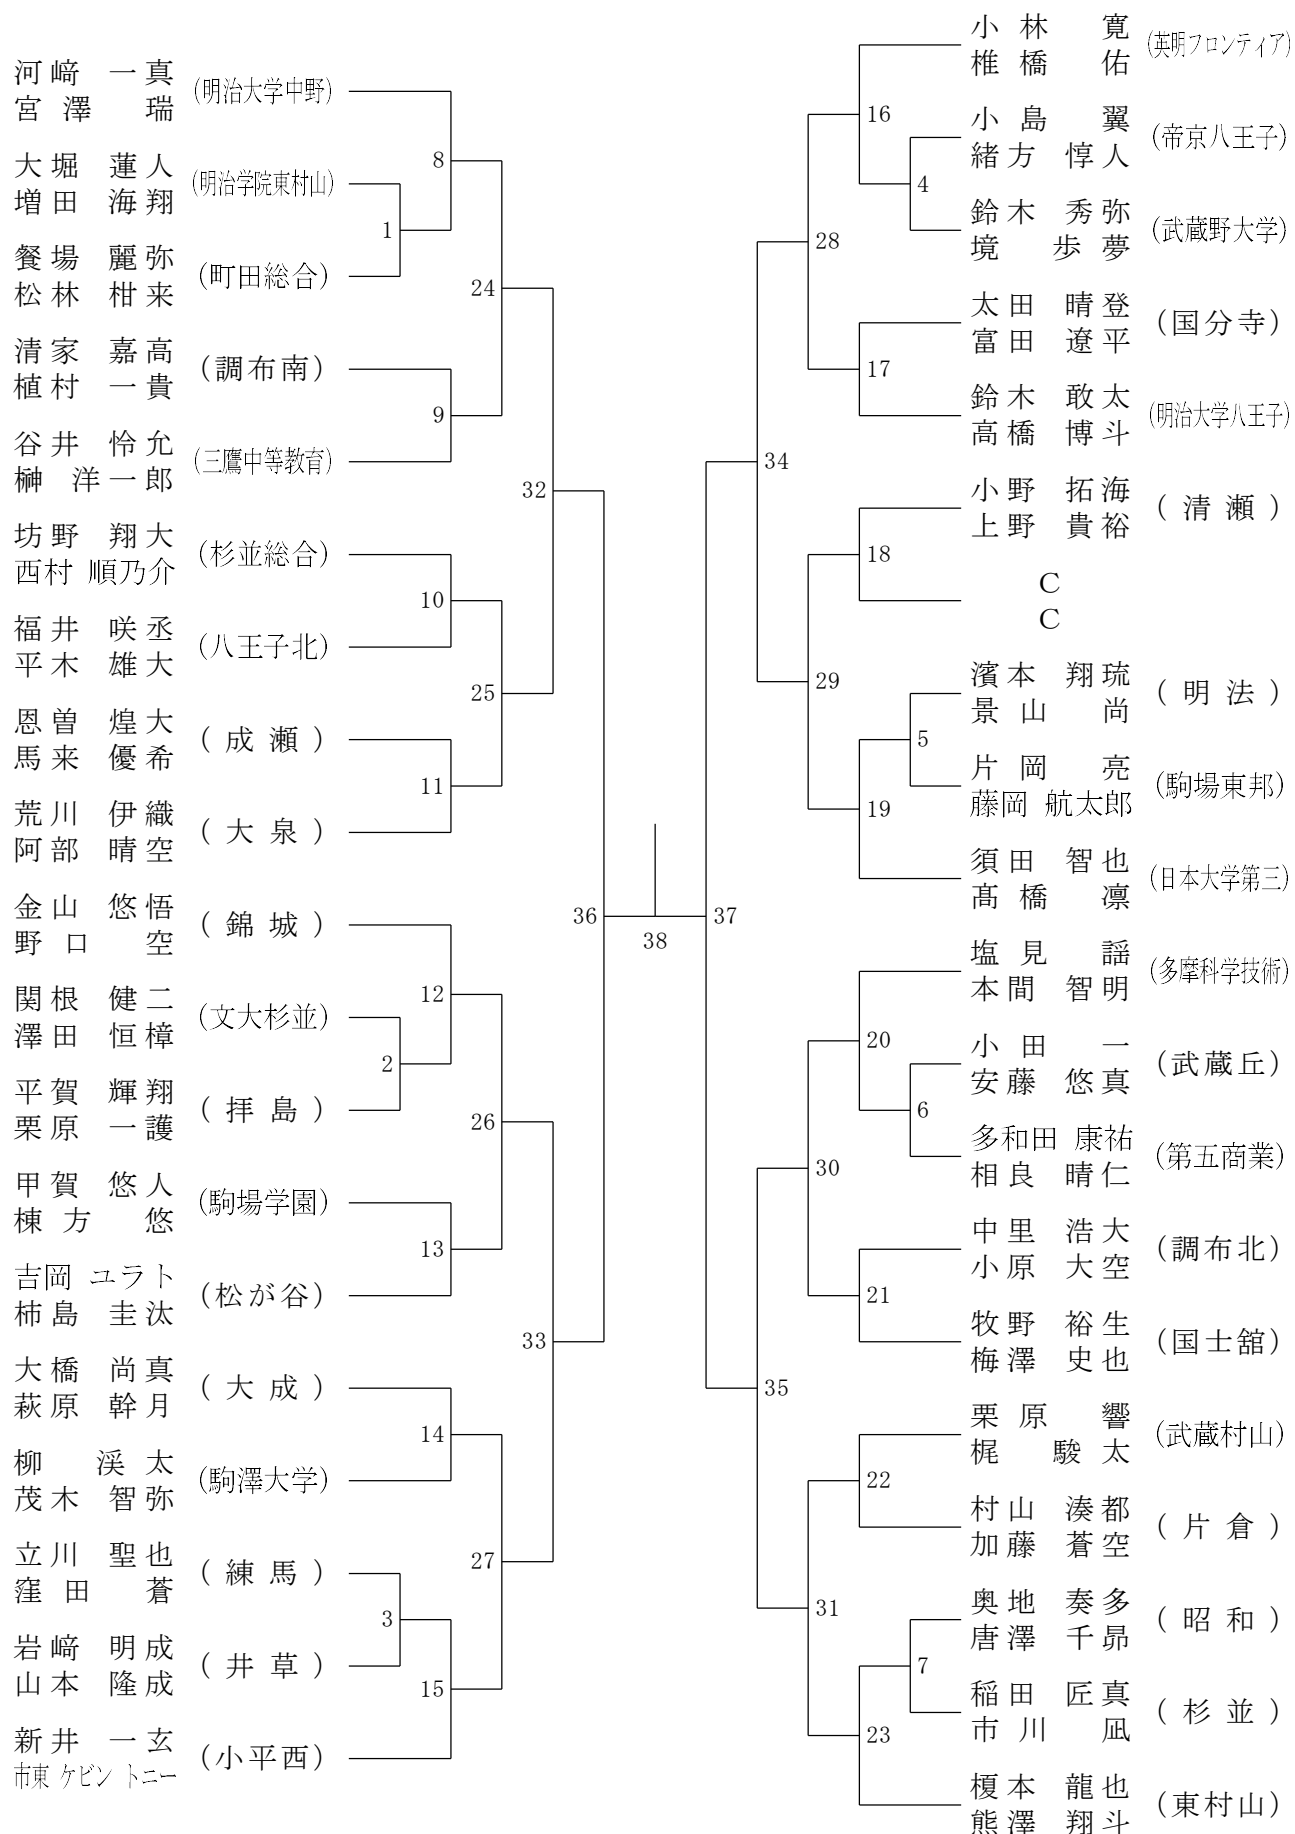 河﨑 一真
宮澤 瑞
(明治大学中野)
大堀 蓮人
増田 海翔
(明治学院東村山)
餐場 麗弥
松林 柑来
(町田総合)
清家 嘉高
植村 一貴
(調布南)
谷井 怜允
榊 洋一郎
(三鷹中等教育)
坊野 翔大
西村 順乃介
(杉並総合)
福井 咲丞
平木 雄大
(八王子北)
恩曽 煌大
馬来 優希
(成瀬)
荒川 伊織
阿部 晴空
(大泉)
金山 悠悟
野口 空
(錦城)
関根 健二
澤田 恒樟
(文大杉並)
平賀 輝翔
栗原 一護
(拝島)
甲賀 悠人
棟方 悠
(駒場学園)
吉岡 ユラト
柿島 圭汰
(松が谷)
大橋 尚真
萩原 幹月
(大成)
柳 渓太
茂木 智弥
(駒澤大学)
立川 聖也
窪田 蒼
(練馬)
岩﨑 明成
山本 隆成
(井草)
新井 一玄
市東 ケビン トニー
(小平西)
1
2
3
8
9
10
11
12
13
14
15
24
25
26
27
32
33
36
38
37
34
35
28
29
30
31
16
17
18
19
20
21
22
23
4
5
6
7
小林 寛
椎橋 佑
(英明フロンティア)
小島 翼
緒方 惇人
(帝京八王子)
鈴木 秀弥
境 歩夢
(武蔵野大学)
太田 晴登
富田 遼平
(国分寺)
鈴木 敢太
高橋 博斗
(明治大学八王子)
小野 拓海
上野 貴裕
(清瀬)
C
C
濱本 翔琉
景山 尚
(明法)
片岡 亮
藤岡 航太郎
(駒場東邦)
須田 智也
髙橋 凛
(日本大学第三)
塩見 謡
本間 智明
(多摩科学技術)
小田 一
安藤 悠真
(武蔵丘)
多和田 康祐
相良 晴仁
(第五商業)
中里 浩大
小原 大空
(調布北)
牧野 裕生
梅澤 史也
(国士舘)
栗原 響
梶 駿太
(武蔵村山)
村山 湊都
加藤 蒼空
(片倉)
奥地 奏多
唐澤 千昴
(昭和)
稲田 匠真
市川 凪
(杉並)
榎本 龍也
熊澤 翔斗
(東村山)